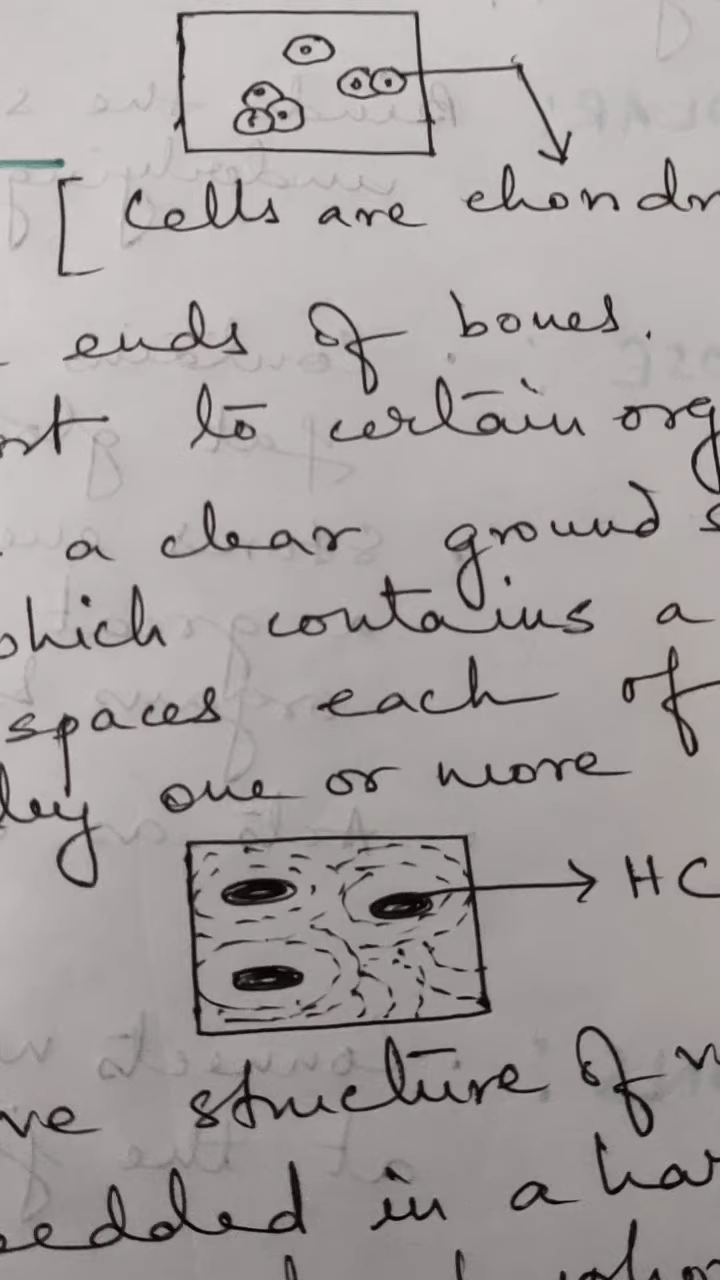 [ cells are chondr
ends of bones.
to certain org
a clear ground s
which contains a
spaces each of
one or more
HC
structure of
in a har